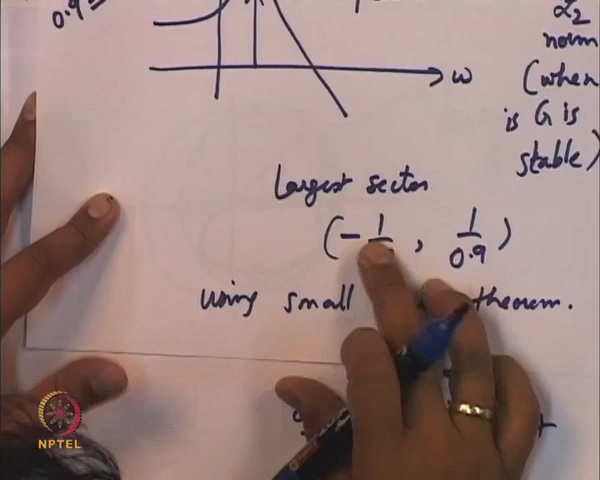 0.9
ω
L2
norm
(when
is G is
stable)
Largest sector
(-1/ , 1/0.9)
using small theorem.
NPTEL